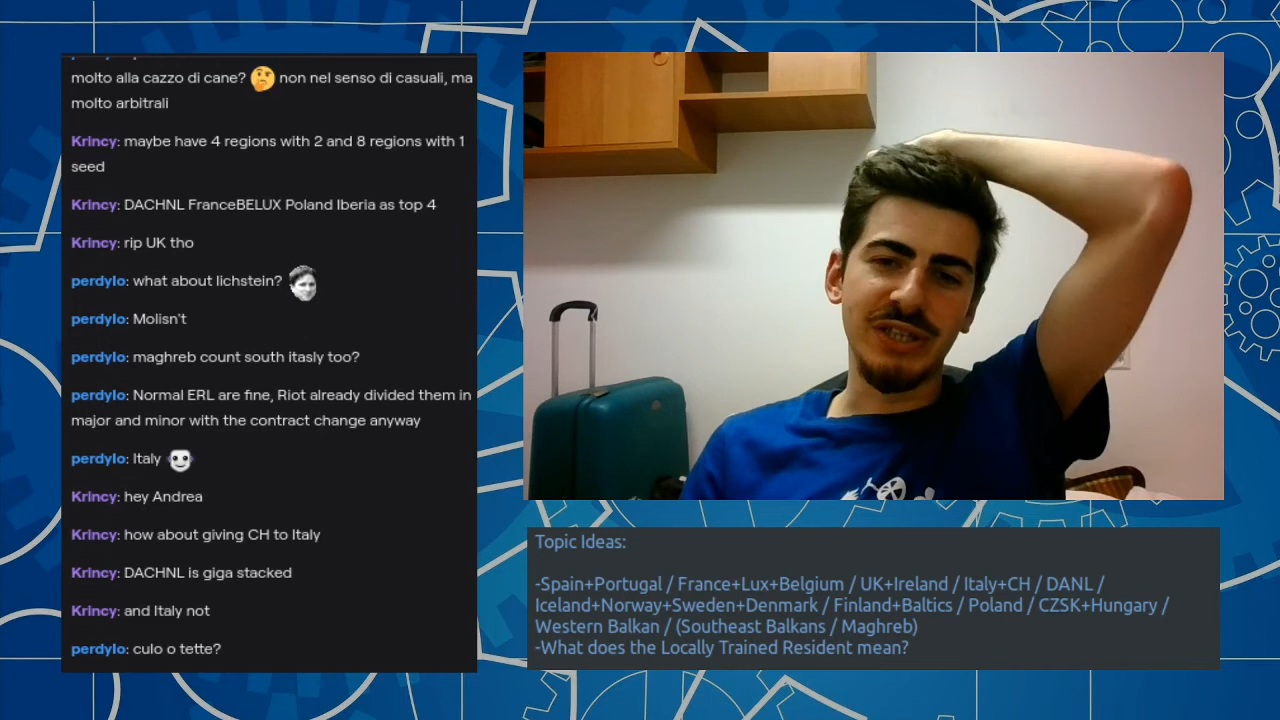 molto alla cazzo di cane? 🤔 non nel senso di casuali, ma
molto arbitrali
Krincy: maybe have 4 regions with 2 and 8 regions with 1
seed
Krincy: DACHNL FranceBELUX Poland Iberia as top 4
Krincy: rip UK tho
perdylo: what about lichstein?
perdylo: Molisn't
perdylo: maghreb count south itasly too?
perdylo: Normal ERL are fine, Riot already divided them in
major and minor with the contract change anyway
perdylo: Italy
Krincy: hey Andrea
Krincy: how about giving CH to Italy
Krincy: DACHNL is giga stacked
Krincy: and Italy not
perdylo: culo o tette?
Topic Ideas:
-Spain+Portugal / France+Lux+Belgium / UK+Ireland / Italy+CH / DANL /
Iceland+Norway+Sweden+Denmark / Finland+Baltics / Poland / CZSK+Hungary /
Western Balkan / (Southeast Balkans / Maghreb)
-What does the Locally Trained Resident mean?